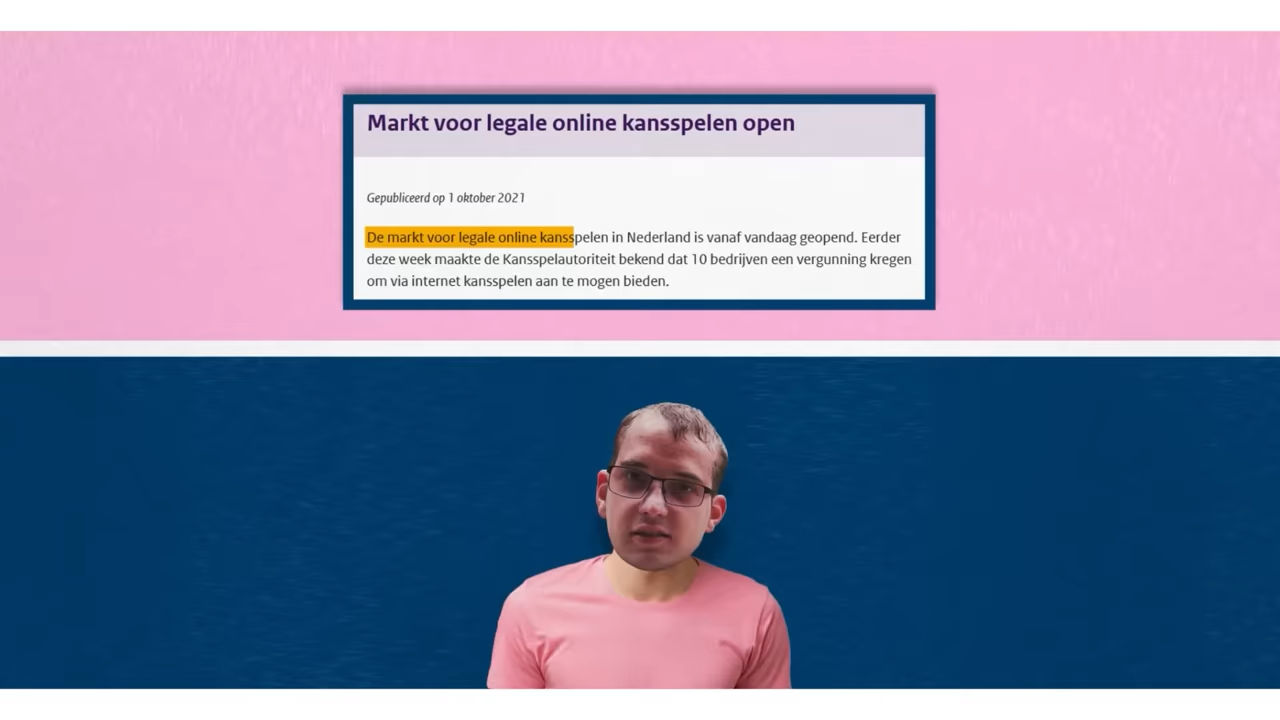 Markt voor legale online kansspelen open
Gepubliceerd op 1 oktober 2021
De markt voor legale online kansspelen in Nederland is vanaf vandaag geopend. Eerder
deze week maakte de Kansspelautoriteit bekend dat 10 bedrijven een vergunning kregen
om via internet kansspelen aan te mogen bieden.